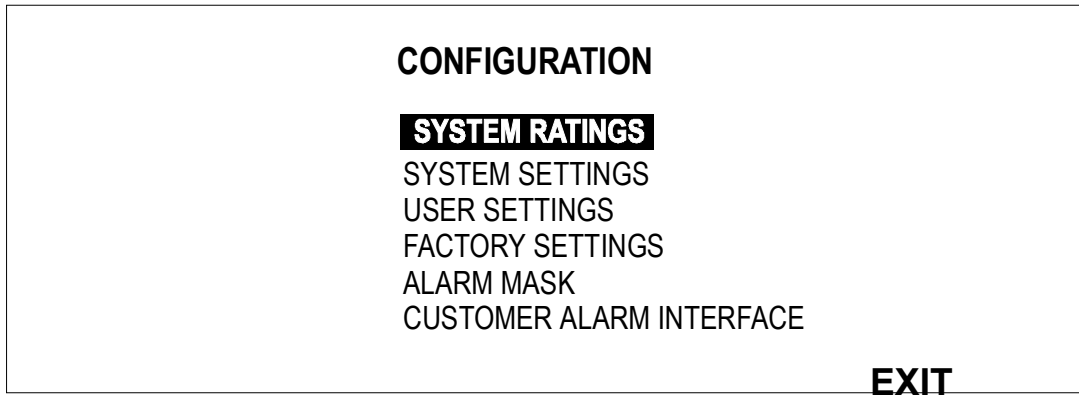 CONFIGURATION
SYSTEM RATINGS
SYSTEM SETTINGS
USER SETTINGS
FACTORY SETTINGS
ALARM MASK
CUSTOMER ALARM INTERFACE
EXIT